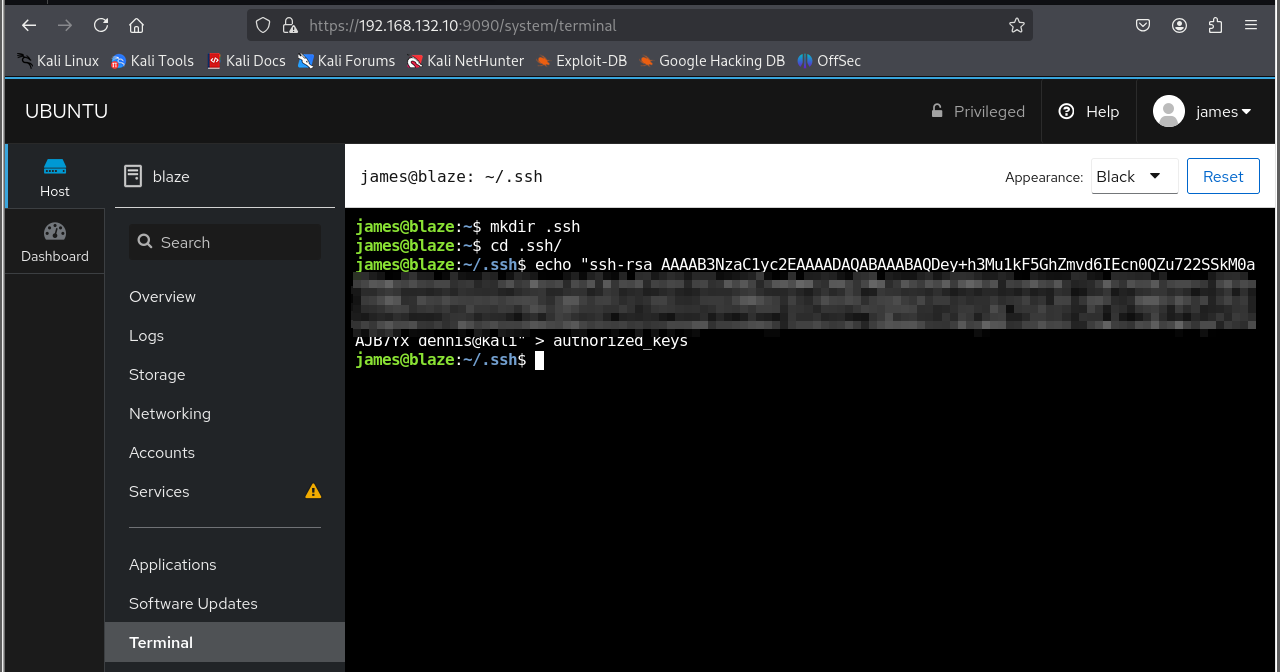 https://192.168.132.10:9090/system/terminal
Kali Linux Kali Tools Kali Docs Kali Forums Kali NetHunter Exploit-DB Google Hacking DB OffSec
UBUNTU
Privileged
Help
james
Host
Dashboard
blaze
Search
Overview
Logs
Storage
Networking
Accounts
Services
Applications
Software Updates
Terminal
james@blaze: ~/.ssh
Appearance: Black Reset
james@blaze:~$ mkdir .ssh
james@blaze:~$ cd .ssh/
james@blaze:~/.ssh$ echo "ssh-rsa AAAAB3NzaC1yc2EAAAADAQABAAABAQDey+h3Mu1kF5GhZmvd6IEcn0QZu722SSkM0a
AJB7Yx dennis@kali" > authorized_keys
james@blaze:~/.ssh$